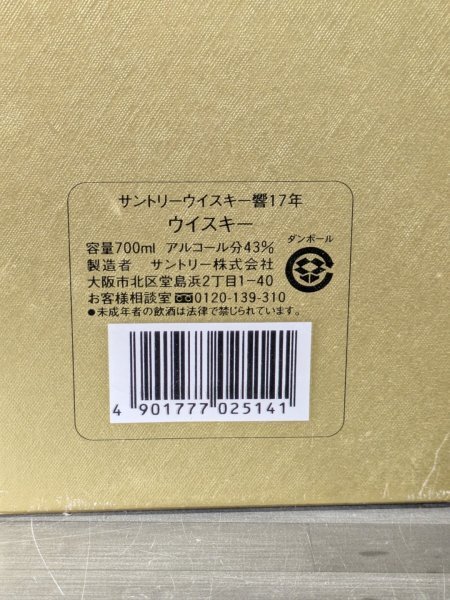 サントリーウイスキー響17年
ウイスキー
容量700ml アルコール分43%
製造者 サントリー株式会社
大阪市北区堂島浜2丁目1-40
お客様相談室0120-139-310
●未成年者の飲酒は法律で禁じられています。
ダンボール
4 901777 025141